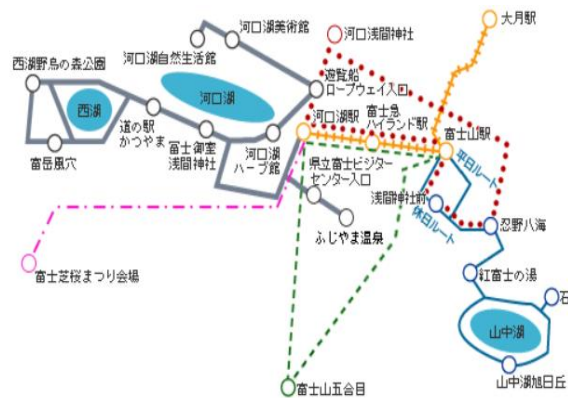 大月駅
河口湖美術館
河口浅間神社
河口湖自然生活館
西湖野鳥の森公園
遊覧船
ロープウェイ入口
河口湖
西湖
河口湖駅
富士急
ハイランド駅
富士山駅
道の駅
かつやま
富士御室
浅間神社
河口湖
ハーブ館
富岳風穴
県立富士ビジター
センター入口
平日ルート
浅間神社前
休日ルート
忍野八海
ふじやま温泉
富士芝桜まつり会場
紅富士の湯
石
山中湖
山中湖旭日丘
富士山五合目